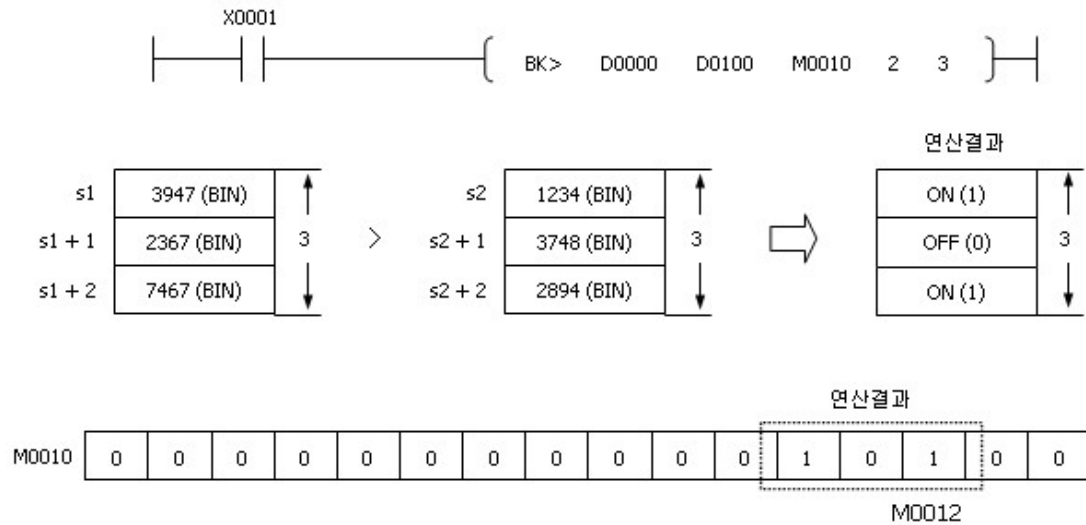 X0001
BK> D0000 D0100 M0010 2 3
연산결과
s1 3947 (BIN) s2 1234 (BIN) ON (1)
s1 + 1 2367 (BIN) 3 > s2 + 1 3748 (BIN) 3 OFF (0) 3
s1 + 2 7467 (BIN) s2 + 2 2894 (BIN) ON (1)
연산결과
M0010 0 0 0 0 0 0 0 0 0 0 0 1 0 1 0 0
M0012